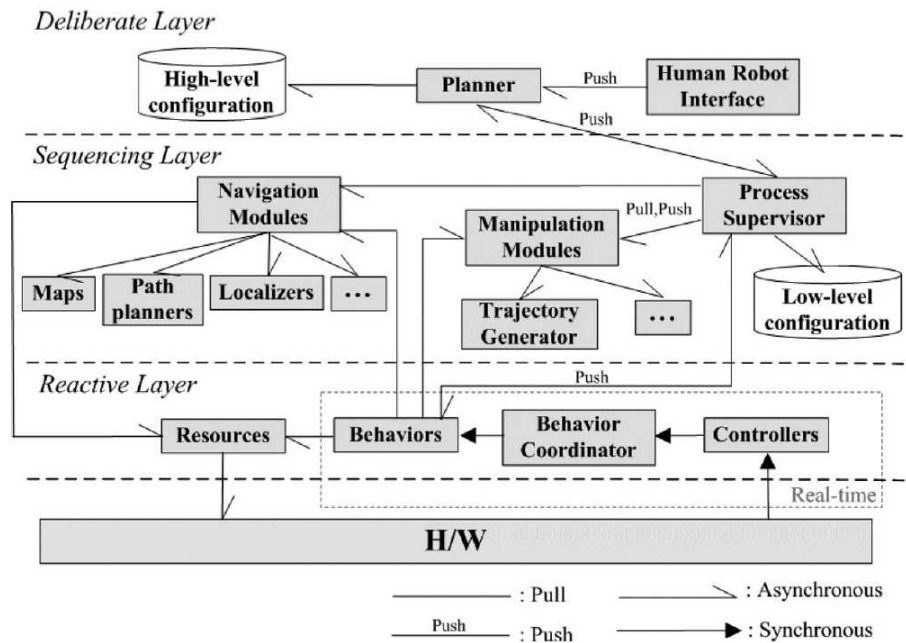 Deliberate Layer
High-level
configuration
Planner
Push
Human Robot
Interface
Push
Sequencing Layer
Navigation
Modules
Process
Supervisor
Pull,Push
Manipulation
Modules
Maps
Path
planners
Localizers
...
Trajectory
Generator
...
Low-level
configuration
Reactive Layer
Push
Resources
Behaviors
Behavior
Coordinator
Controllers
Real-time
H/W
: Pull
: Asynchronous
Push
: Push
: Synchronous